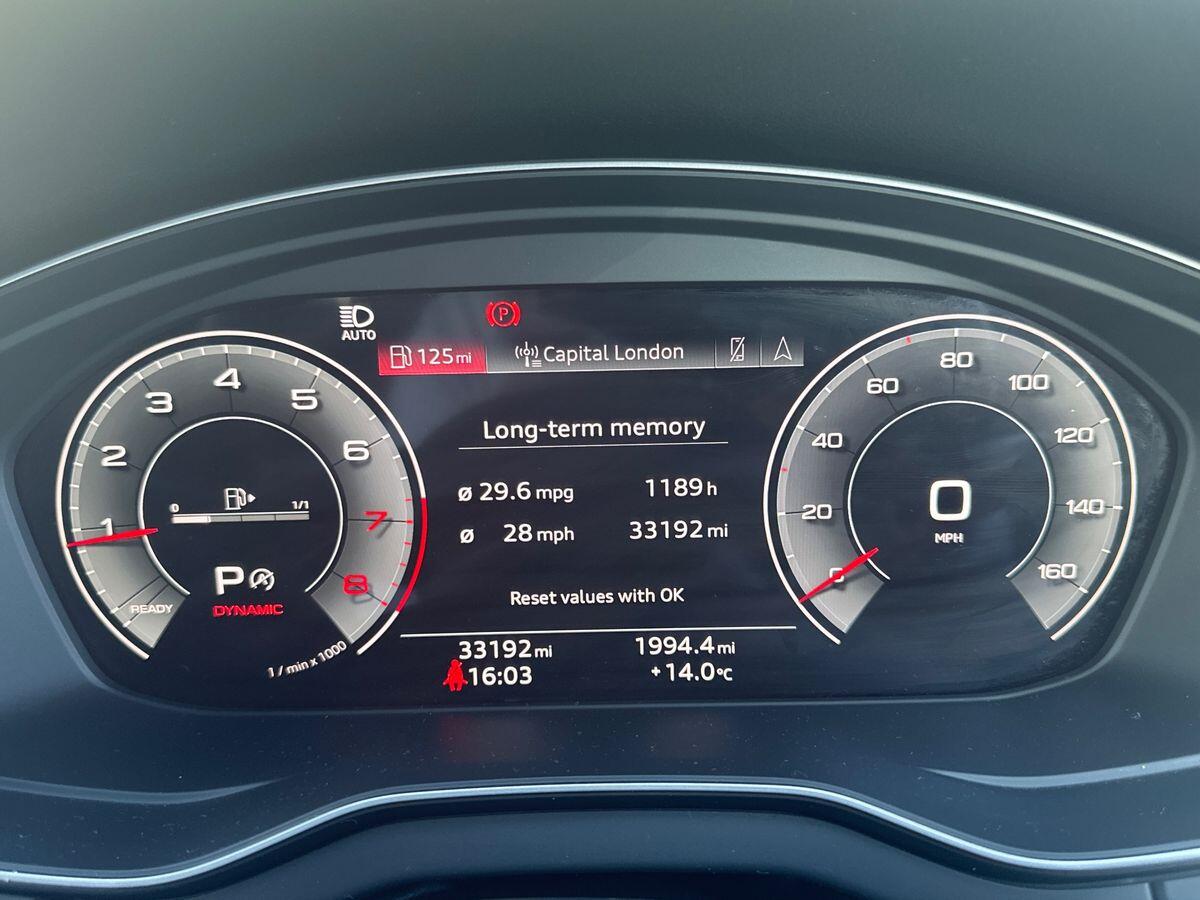 AUTO
P
125 mi
Capital London
1
2
3
4
5
6
7
8
0
1/1
P A
DYNAMIC
READY
1 / min x 1000
Long-term memory
ø 29.6 mpg 1189 h
ø 28 mph 33192 mi
Reset values with OK
33192 mi 1994.4 mi
16:03 +14.0 °C
0
20
40
60
80
100
120
140
160
0
MPH